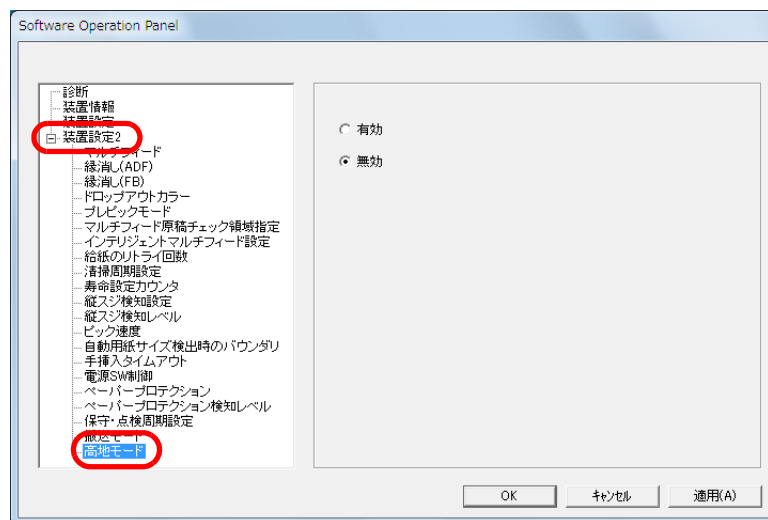 Software Operation Panel
診断
装置情報
装置設定
装置設定2
マルチフィード
縁消し(ADF)
縁消し(FB)
ドロップアウトカラー
プレピックモード
マルチフィード原稿チェック領域指定
インテリジェントマルチフィード設定
給紙のリトライ回数
清掃周期設定
寿命設定カウンタ
縦スジ検知設定
縦スジ検知レベル
ピック速度
自動用紙サイズ検出時のバウンダリ
手挿入タイムアウト
電源SW制御
ペーパープロテクション
ペーパープロテクション検知レベル
保守・点検周期設定
搬送モード
高地モード
有効
無効
OK
キャンセル
適用(A)